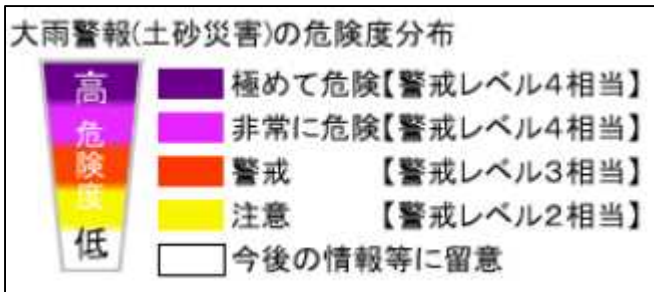 大雨警報(土砂災害)の危険度分布
高
危険度
低
極めて危険【警戒レベル4相当】
非常に危険【警戒レベル4相当】
警戒 【警戒レベル3相当】
注意 【警戒レベル2相当】
今後の情報等に留意